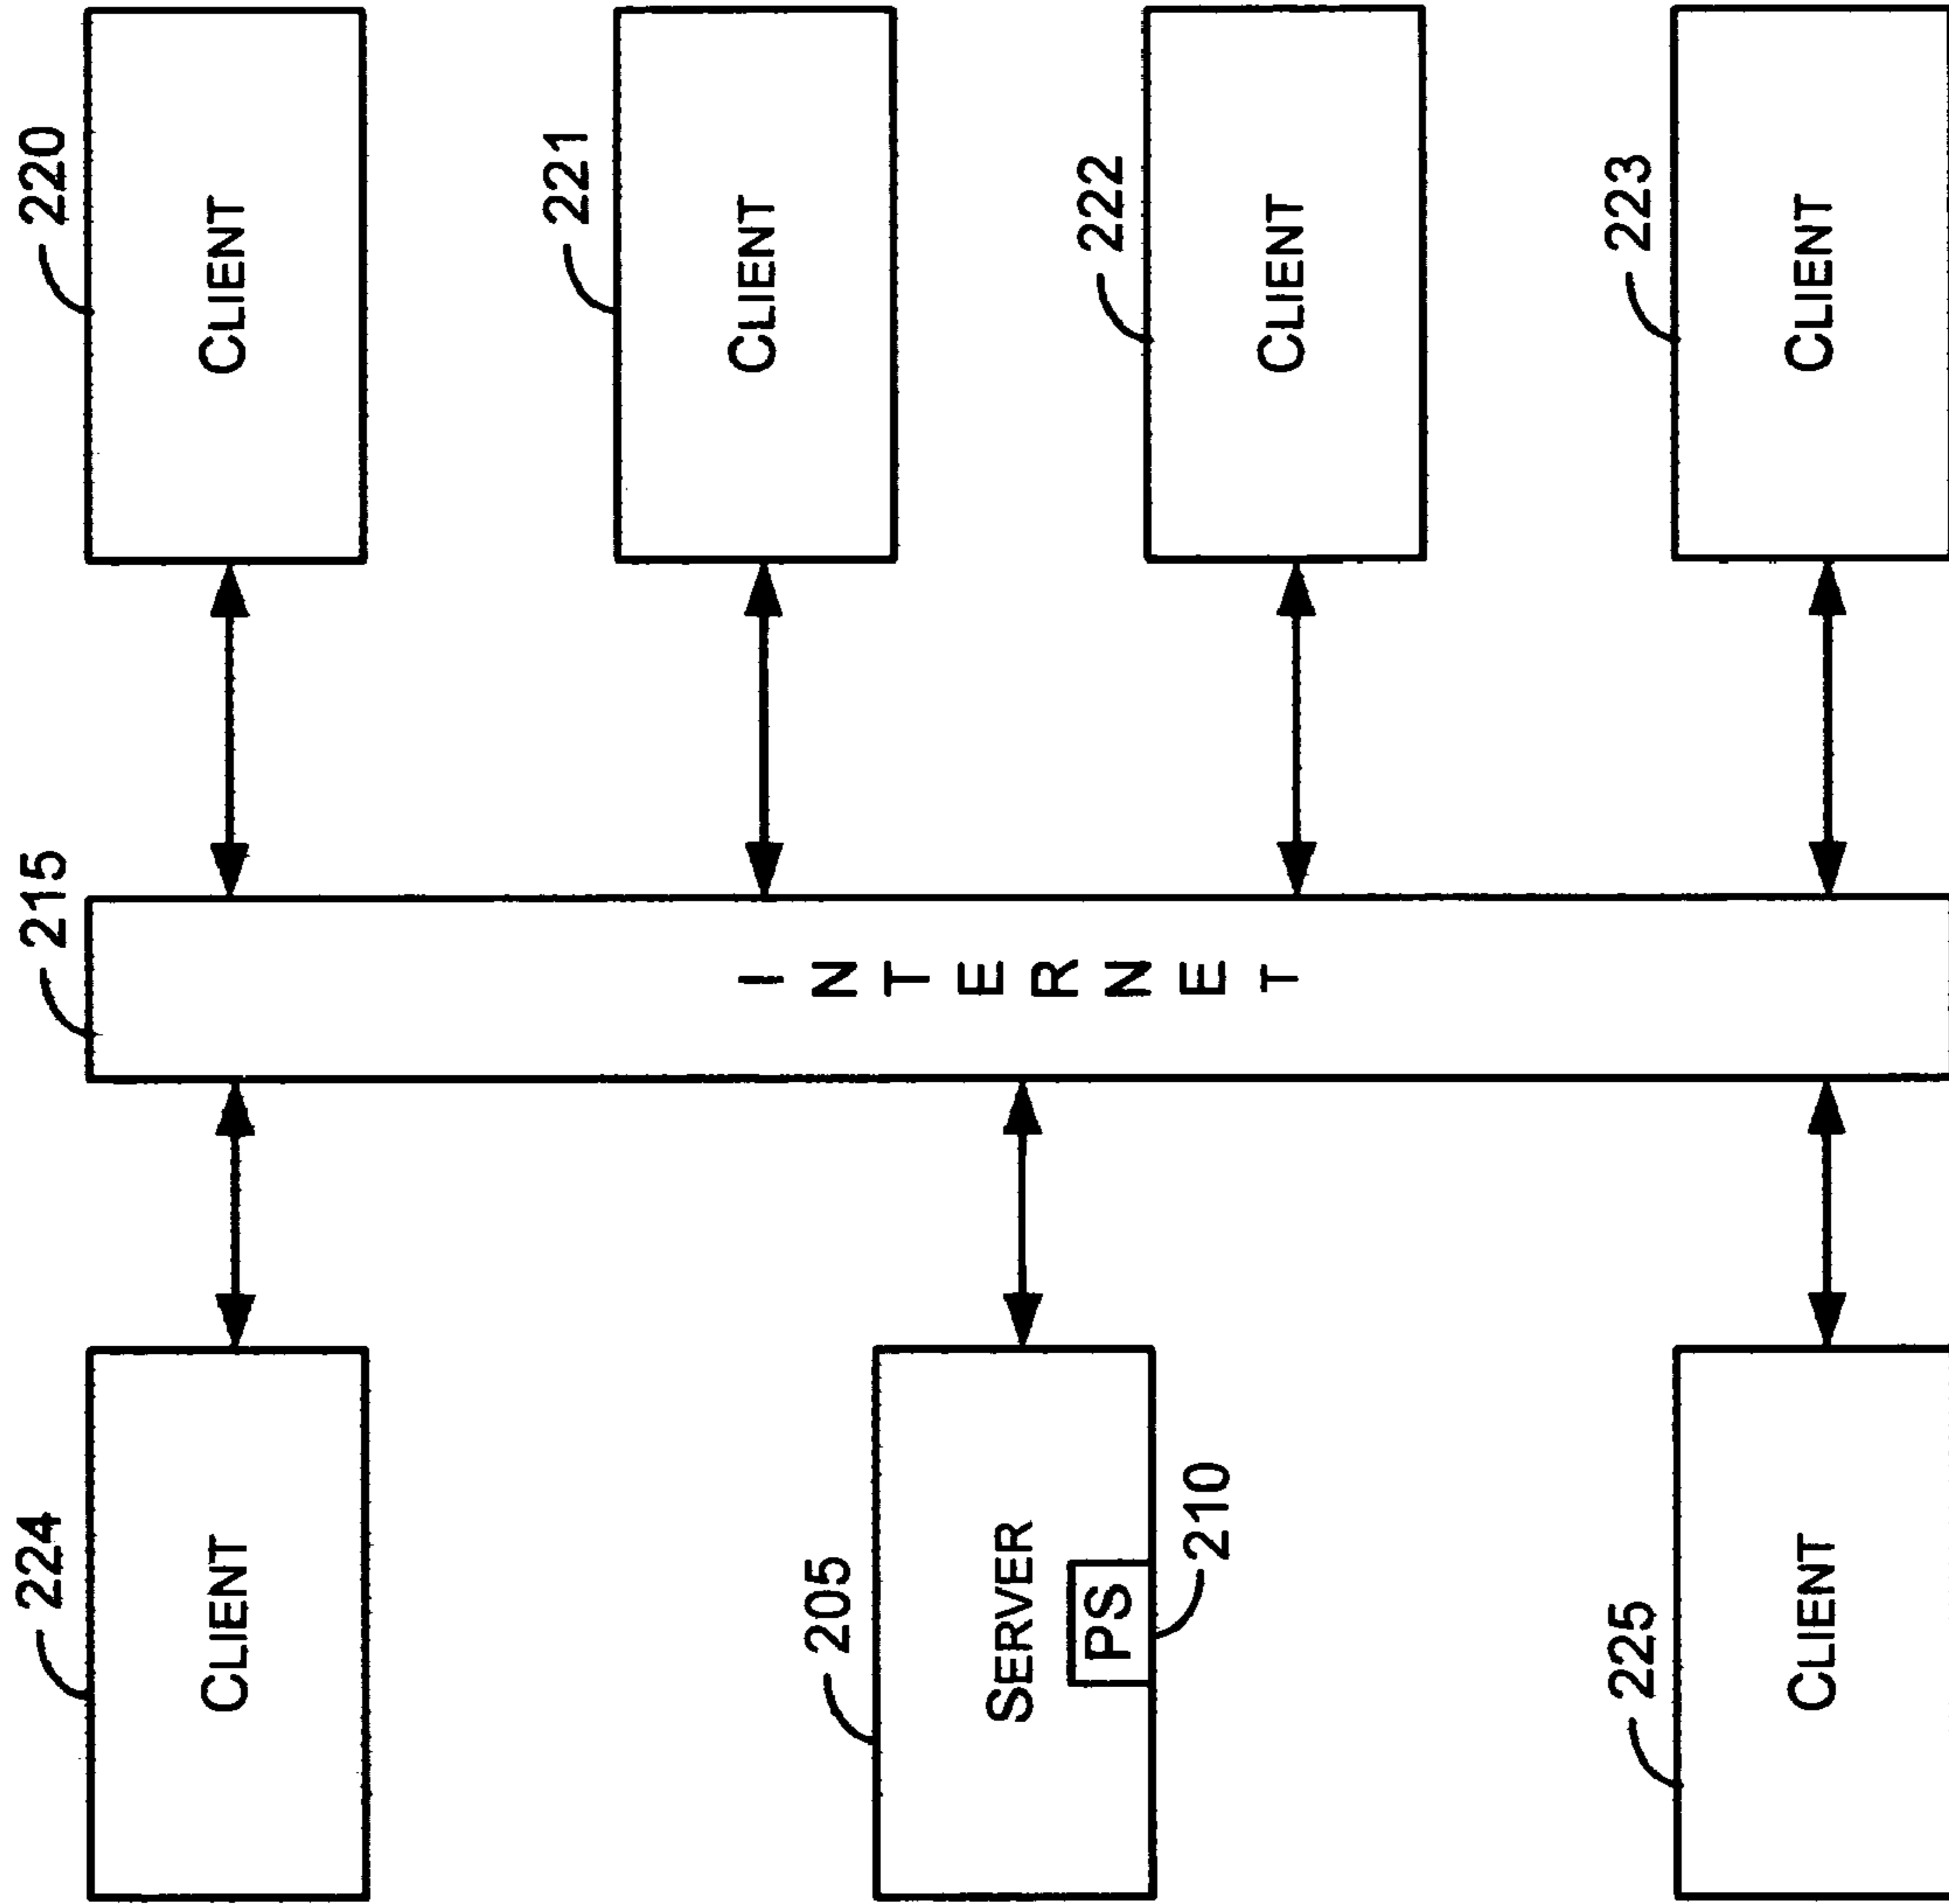 224
CLIENT
205
SERVER
PS
210
225
CLIENT
215
INTERNET
220
CLIENT
221
CLIENT
222
CLIENT
223
CLIENT